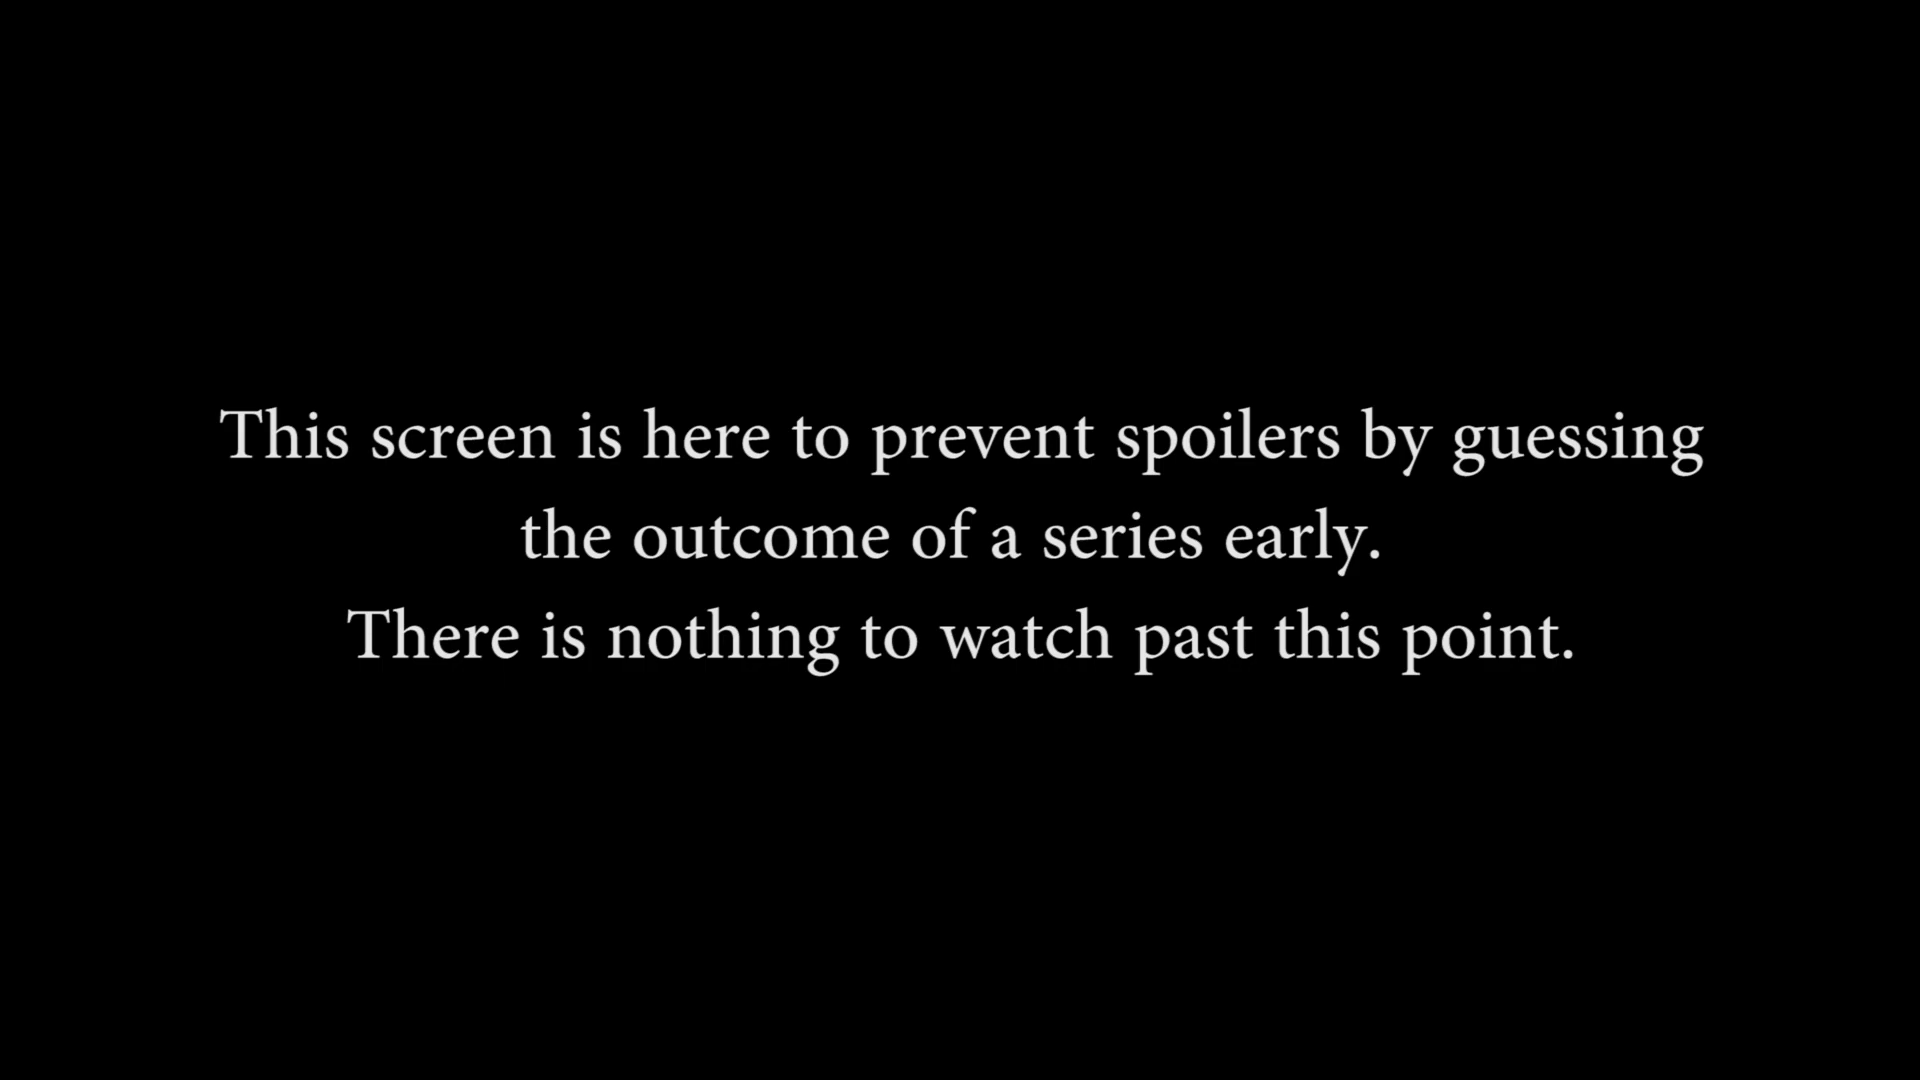 This screen is here to prevent spoilers by guessing
the outcome of a series early.
There is nothing to watch past this point.